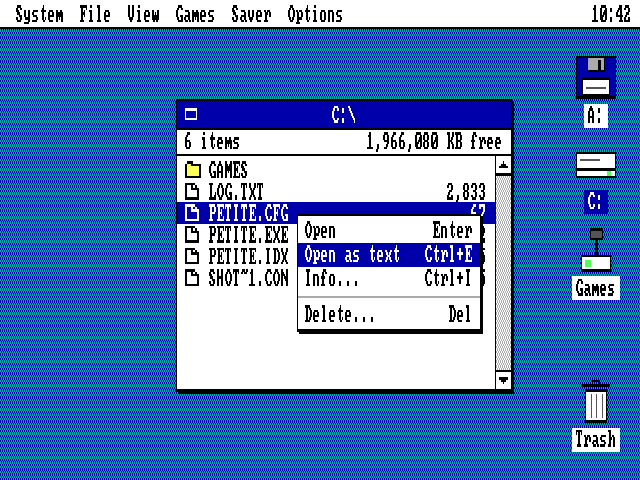 System File View Games Saver Options 10:42
A:
C:\
6 items 1,966,080 KB free
GAMES
LOG.TXT 2,833
PETITE.CFG 67
PETITE.EXE
PETITE.IDX
SHOT~1.CON
Open Enter
Open as text Ctrl+E
Info... Ctrl+I
Delete... Del
C:
Games
Trash